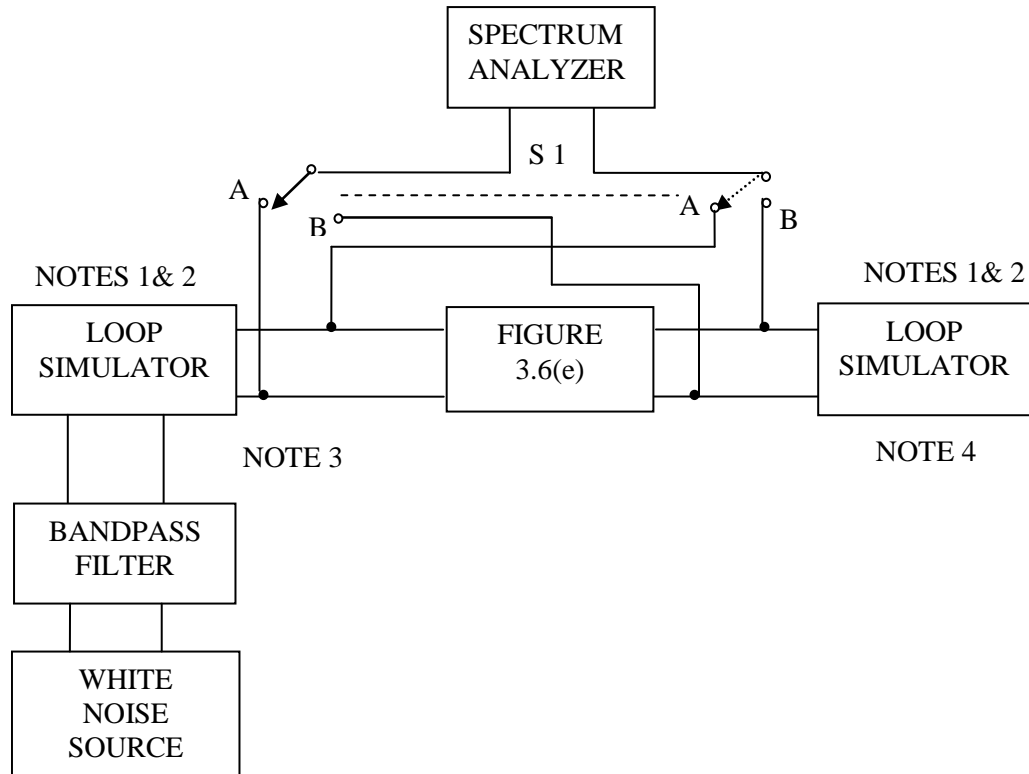 SPECTRUM
ANALYZER
S 1
A
B
A
B
NOTES 1& 2
NOTES 1& 2
LOOP
SIMULATOR
FIGURE
3.6(e)
LOOP
SIMULATOR
NOTE 3
NOTE 4
BANDPASS
FILTER
WHITE
NOISE
SOURCE